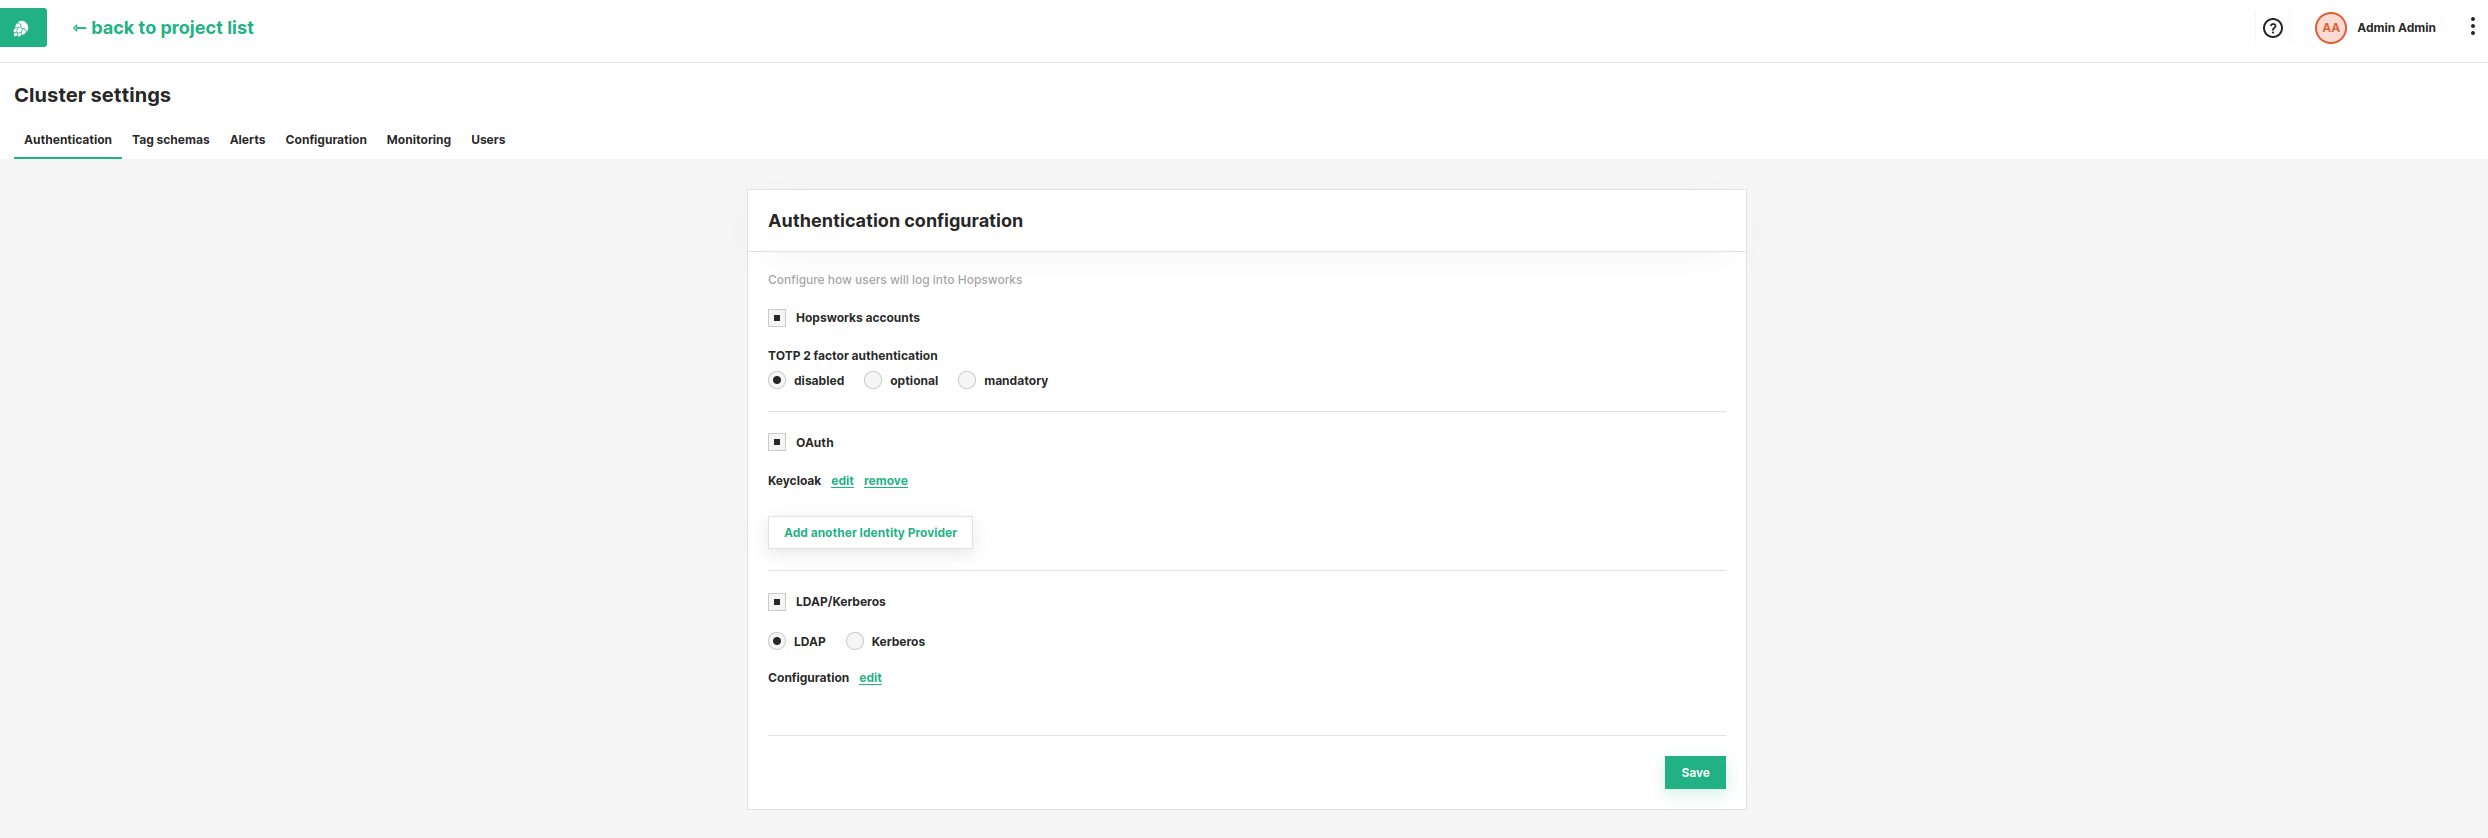 ← back to project list
? AA Admin Admin
Cluster settings
Authentication Tag schemas Alerts Configuration Monitoring Users
Authentication configuration
Configure how users will log into Hopsworks
Hopsworks accounts
TOTP 2 factor authentication
disabled optional mandatory
OAuth
Keycloak edit remove
Add another Identity Provider
LDAP/Kerberos
LDAP Kerberos
Configuration edit
Save